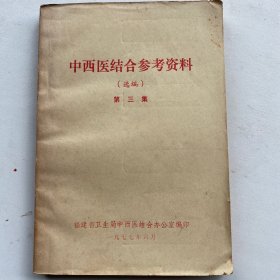 中西医结合参考资料
（选编）
第三集
福建省卫生局中西医结合办公室编印
一九七七年六月